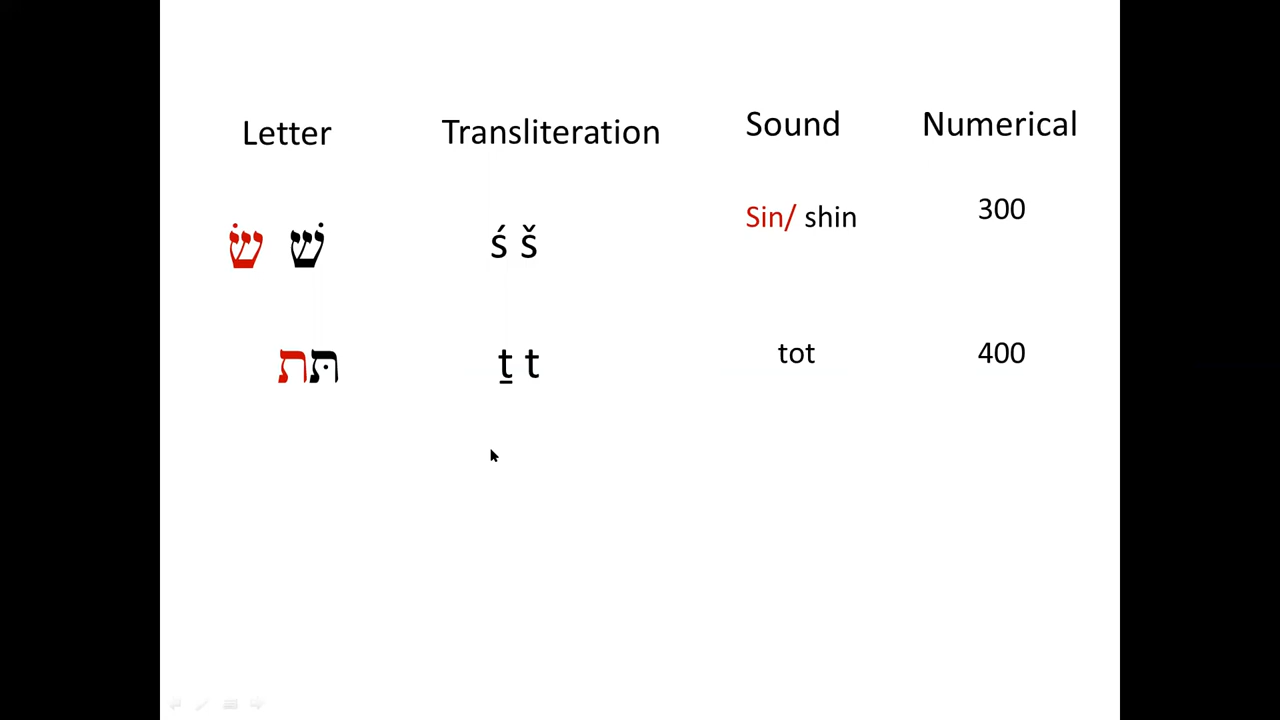 Letter Transliteration Sound Numerical
שׂ שׁ ś š Sin/ shin 300
תּת ṯ t tot 400